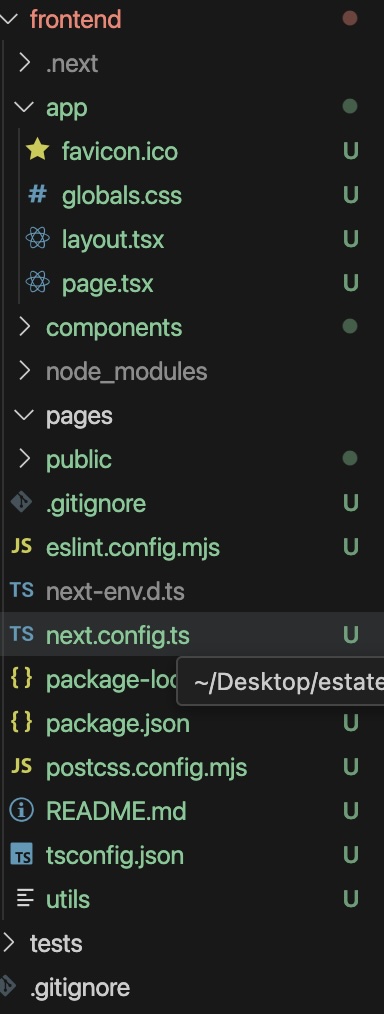 frontend
.next
app
favicon.ico U
# globals.css U
layout.tsx U
page.tsx U
components
node_modules
pages
public
.gitignore U
JS eslint.config.mjs U
TS next-env.d.ts
TS next.config.ts U
{} package-loc ~/Desktop/estate
{} package.json U
JS postcss.config.mjs U
README.md U
TS tsconfig.json U
utils U
tests
.gitignore